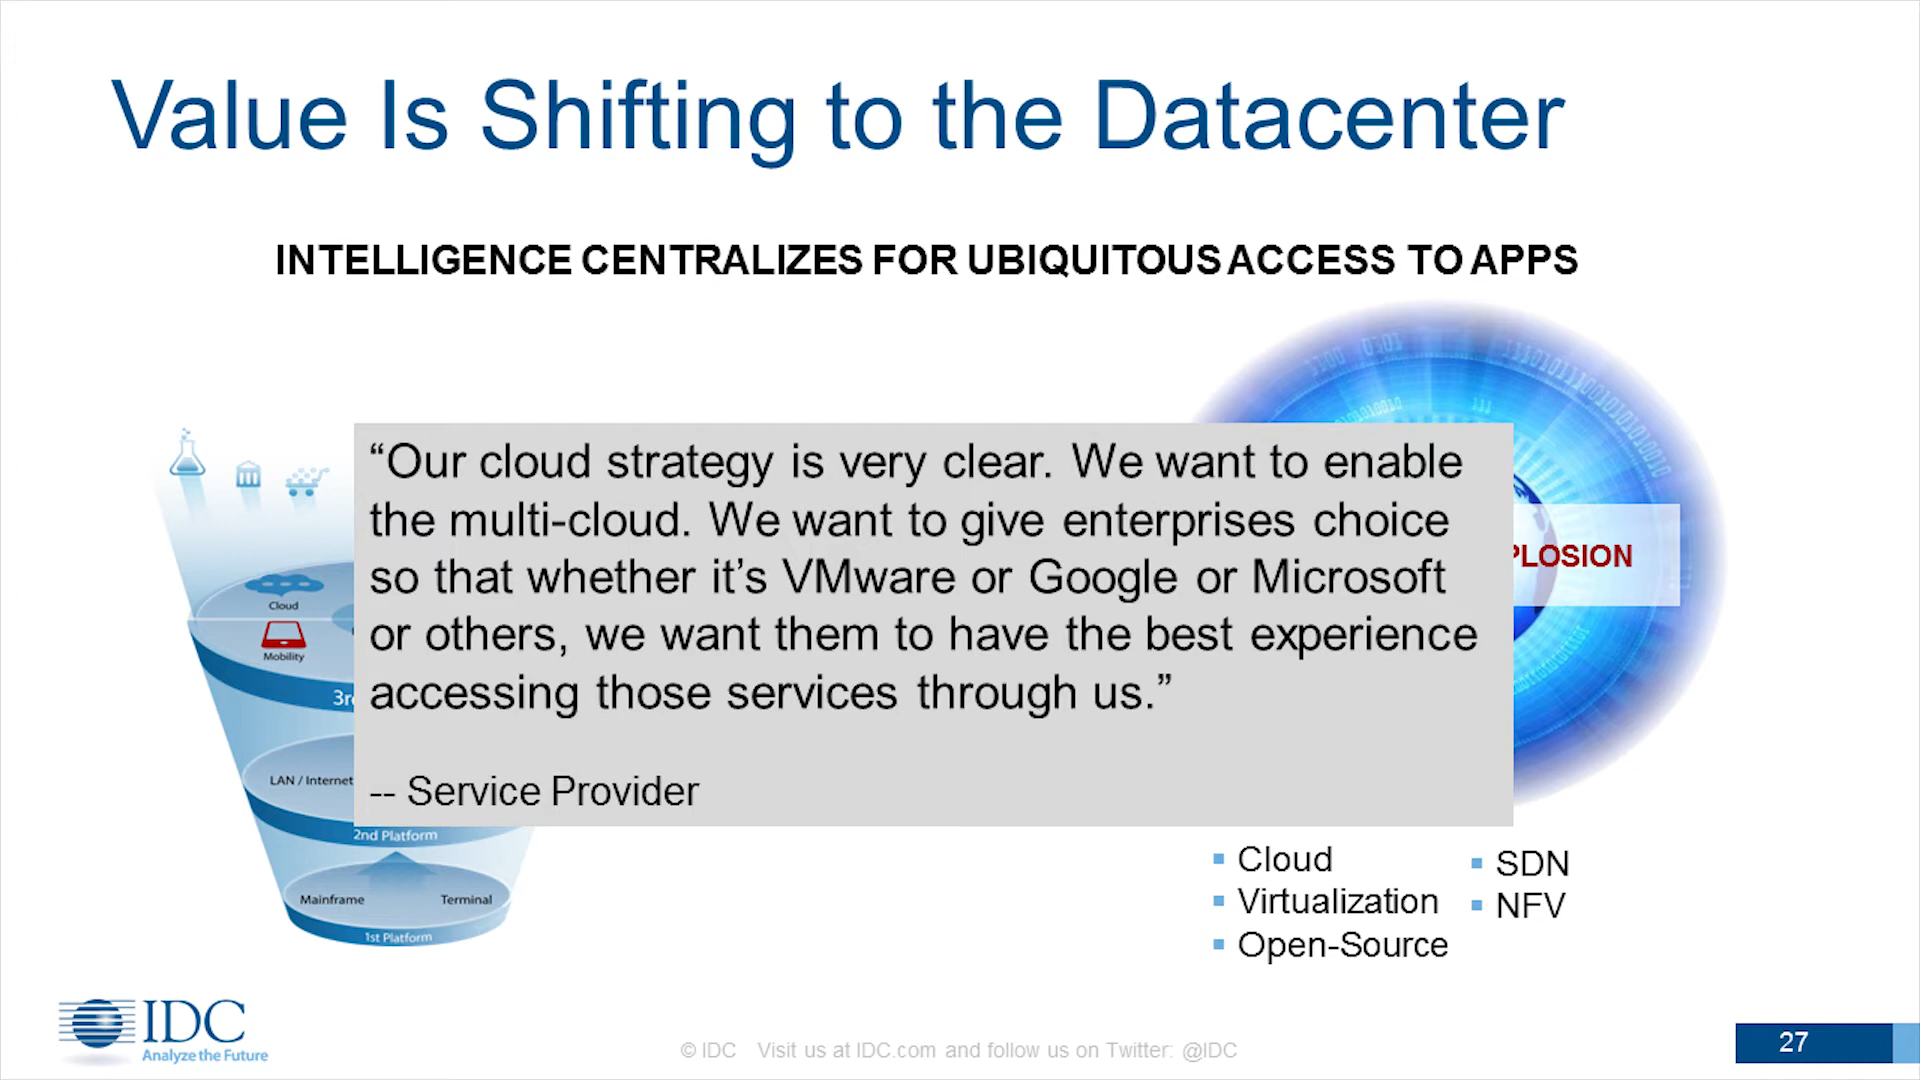 Value Is Shifting to the Datacenter
INTELLIGENCE CENTRALIZES FOR UBIQUITOUS ACCESS TO APPS
“Our cloud strategy is very clear. We want to enable
the multi-cloud. We want to give enterprises choice
so that whether it’s VMware or Google or Microsoft
or others, we want them to have the best experience
accessing those services through us.”
-- Service Provider
PLOSION
Cloud
Mobility
3r
LAN / Internet
2nd Platform
Mainframe
Terminal
1st Platform
Cloud
Virtualization
Open-Source
SDN
NFV
IDC
Analyze the Future
© IDC Visit us at IDC.com and follow us on Twitter: @IDC
27